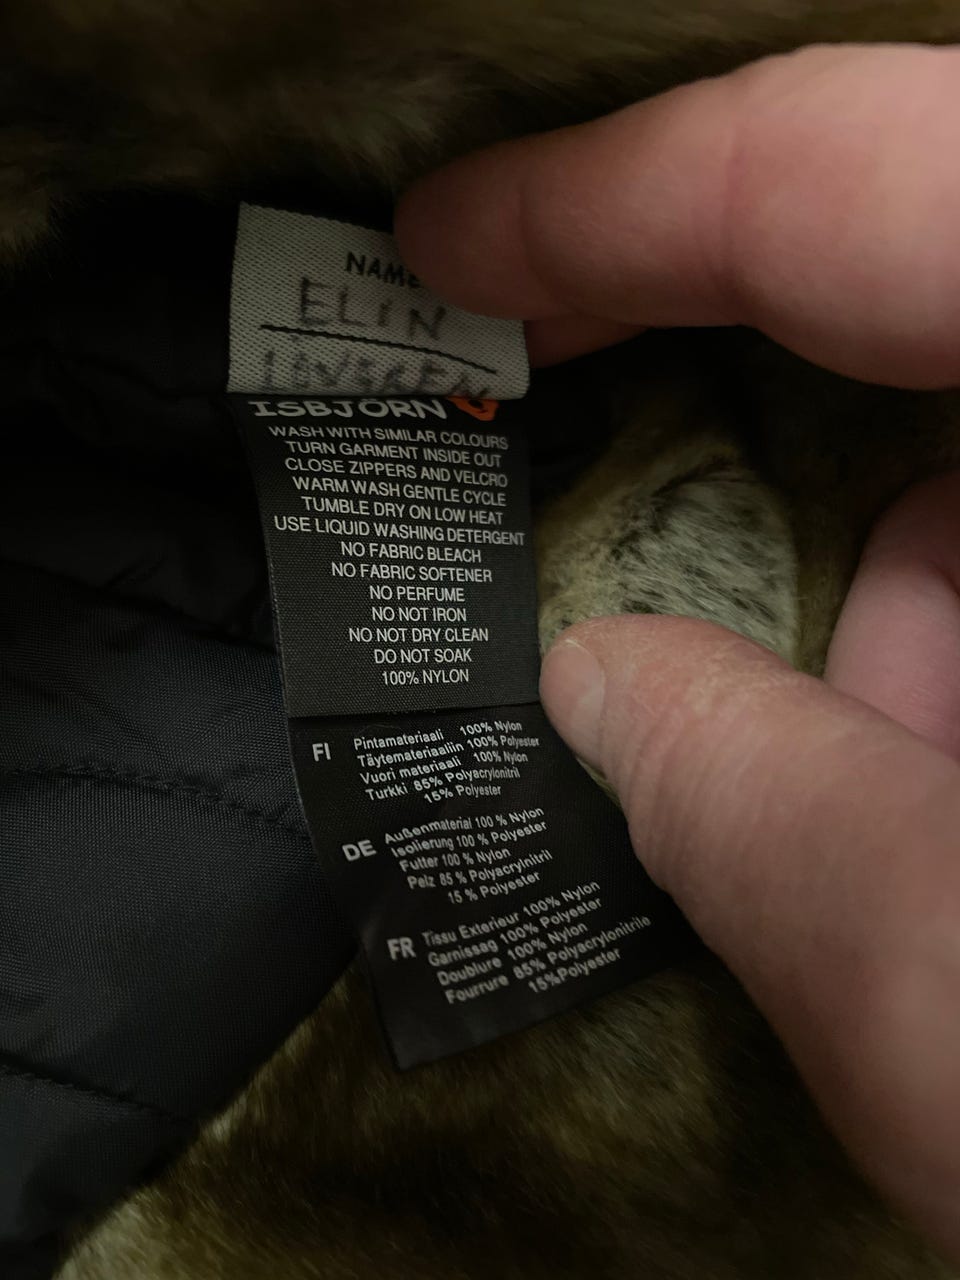 NAME
ELIN
ISBJÖRN
WASH WITH SIMILAR COLOURS
TURN GARMENT INSIDE OUT
CLOSE ZIPPERS AND VELCRO
WARM WASH GENTLE CYCLE
TUMBLE DRY ON LOW HEAT
USE LIQUID WASHING DETERGENT
NO FABRIC BLEACH
NO FABRIC SOFTENER
NO PERFUME
NO NOT IRON
NO NOT DRY CLEAN
DO NOT SOAK
100% NYLON
FI Pintamateriaali 100% Nylon
Täytemateriaaliin 100% Polyester
Vuori materiaali 100% Nylon
Turkki 85% Polyacrylonitril
15% Polyester
DE Außenmaterial 100 % Nylon
Isolierung 100 % Polyester
Futter 100 % Nylon
Pelz 85 % Polyacrylnitril
15 % Polyester
FR Tissu Exterieur 100% Nylon
Garnissag 100% Polyester
Doublure 100% Nylon
Fourrure 85% Polyacrylonitrile
15%Polyester